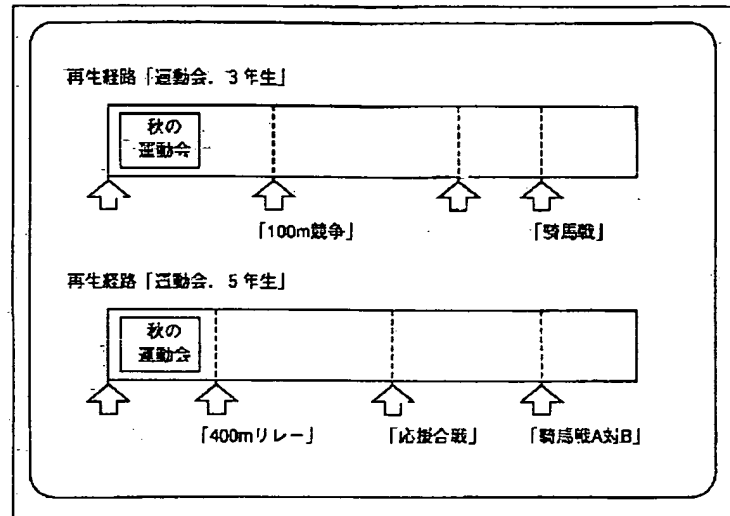 再生経路「運動会．３年生」
秋の
運動会
「100m競争」
「騎馬戦」
再生経路「運動会．５年生」
秋の
運動会
「400mリレー」
「応援合戦」
「騎馬戦A対B」